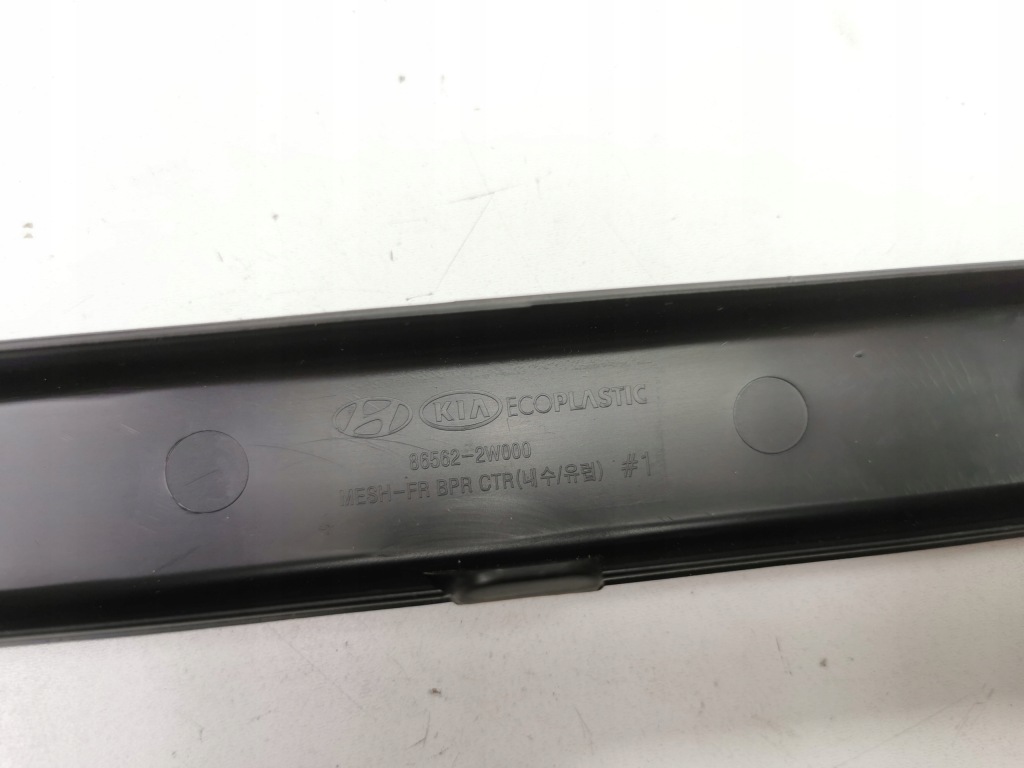 KIA ECOPLASTIC
86562-2W000
MESH-FR BPR CTR(내수/유럽) #1